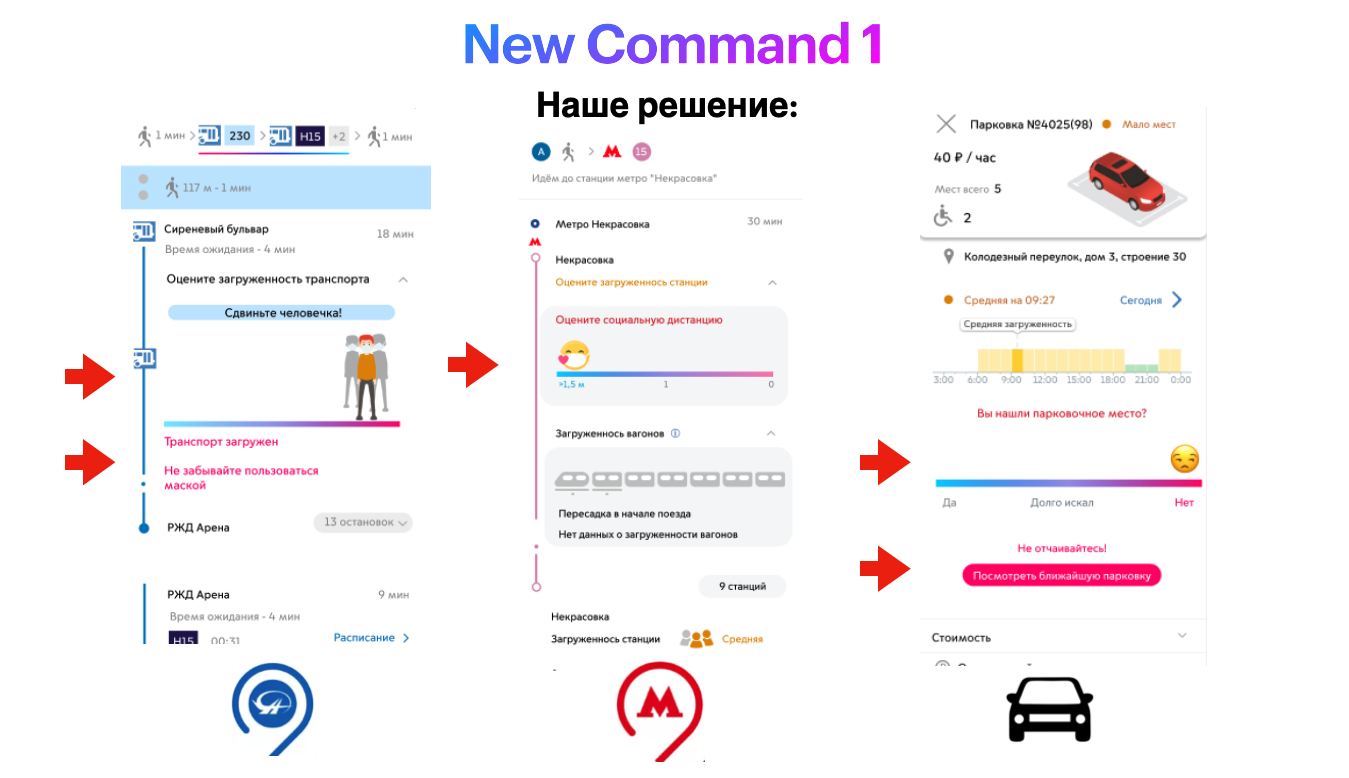 New Command 1
Наше решение:
1 мин > 230 > Н15 +2 > 1 мин
117 м - 1 мин
Сиреневый бульвар
18 мин
Время ожидания - 4 мин
Оцените загруженность транспорта
Сдвиньте человечка!
Транспорт загружен
Не забывайте пользоваться
маской
РЖД Арена
13 остановок
РЖД Арена
9 мин
Время ожидания - 4 мин
Н15 00:31
Расписание >
А > М 15
Идём до станции метро "Некрасовка"
Метро Некрасовка
30 мин
М
Некрасовка
Оцените загруженнось станции
Оцените социальную дистанцию
>1,5 м 1 0
Загруженнось вагонов
Пересадка в начале поезда
Нет данных о загруженности вагонов
9 станций
Некрасовка
Загруженнось станции
Средняя
М
Парковка №4025(98)
Мало мест
40 ₽ / час
Мест всего 5
2
Колодезный переулок, дом 3, строение 30
Средняя на 09:27
Сегодня
Средняя загруженность
3:00 6:00 9:00 12:00 15:00 18:00 21:00 0:00
Вы нашли парковочное место?
Да Долго искал Нет
Не отчаивайтесь!
Посмотреть ближайшую парковку
Стоимость